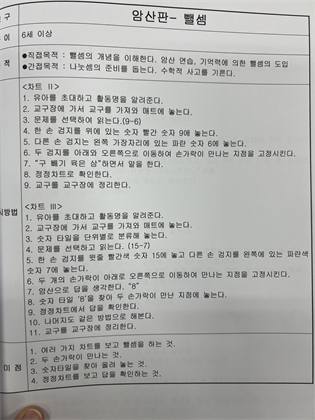 구
암산판- 뺄셈
이
6세 이상
적
•직접목적 : 뺄셈의 개념을 이해한다. 암산 연습, 기억력에 의한 뺄셈의 도입
•간접목적 : 나눗셈의 준비를 돕는다. 수학적 사고를 기른다.
<차트 Ⅱ>
1. 유아를 초대하고 활동명을 알려준다.
2. 교구장에 가서 교구를 가져와 매트에 놓는다.
3. 문제를 선택하여 읽는다.(9-6)
4. 한 손 검지를 위에 있는 숫자 빨간 숫자 9에 놓는다.
5. 다른 손 검지는 왼쪽 가장자리에 있는 파란 숫자 6에 놓는다.
6. 두 검지를 아래와 오른쪽으로 이동하여 손가락이 만나는 지점을 고정시킨다.
7. "구 빼기 육은 삼"하면서 말을 한다.
8. 정정차트로 확인한다.
9. 교구를 교구장에 정리한다.
시방법
<차트 Ⅲ>
1. 유아를 초대하고 활동명을 알려준다.
2. 교구장에 가서 교구를 가져와 매트에 놓는다.
3. 숫자 타일을 단위별로 분류해 놓는다.
4. 문제를 선택하고 읽는다. (15-7)
5. 한 손 검지를 윗줄 빨간색 숫자 15에 놓고 다른 손 검지를 왼쪽에 있는 파란색
숫자 7에 놓는다.
6. 두 개의 손가락이 아래로 오른쪽으로 이동하여 만나는 지점을 고정시킨다.
7. 암산으로 답을 생각한다. "8"
8. 숫자 타일 '8'을 찾아 두 손가락이 만난 지점에 놓는다.
9. 정정차트에서 답을 확인한다.
10. 나머지도 같은 방법으로 해본다.
11. 교구를 교구장에 정리한다.
미 점
1. 여러 가지 차트를 보고 뺄셈을 하는 것.
2. 두 손가락이 만나는 것.
3. 숫자타일을 찾아 올려 놓는 것.
4. 정정차트를 보고 답을 확인하는 것.